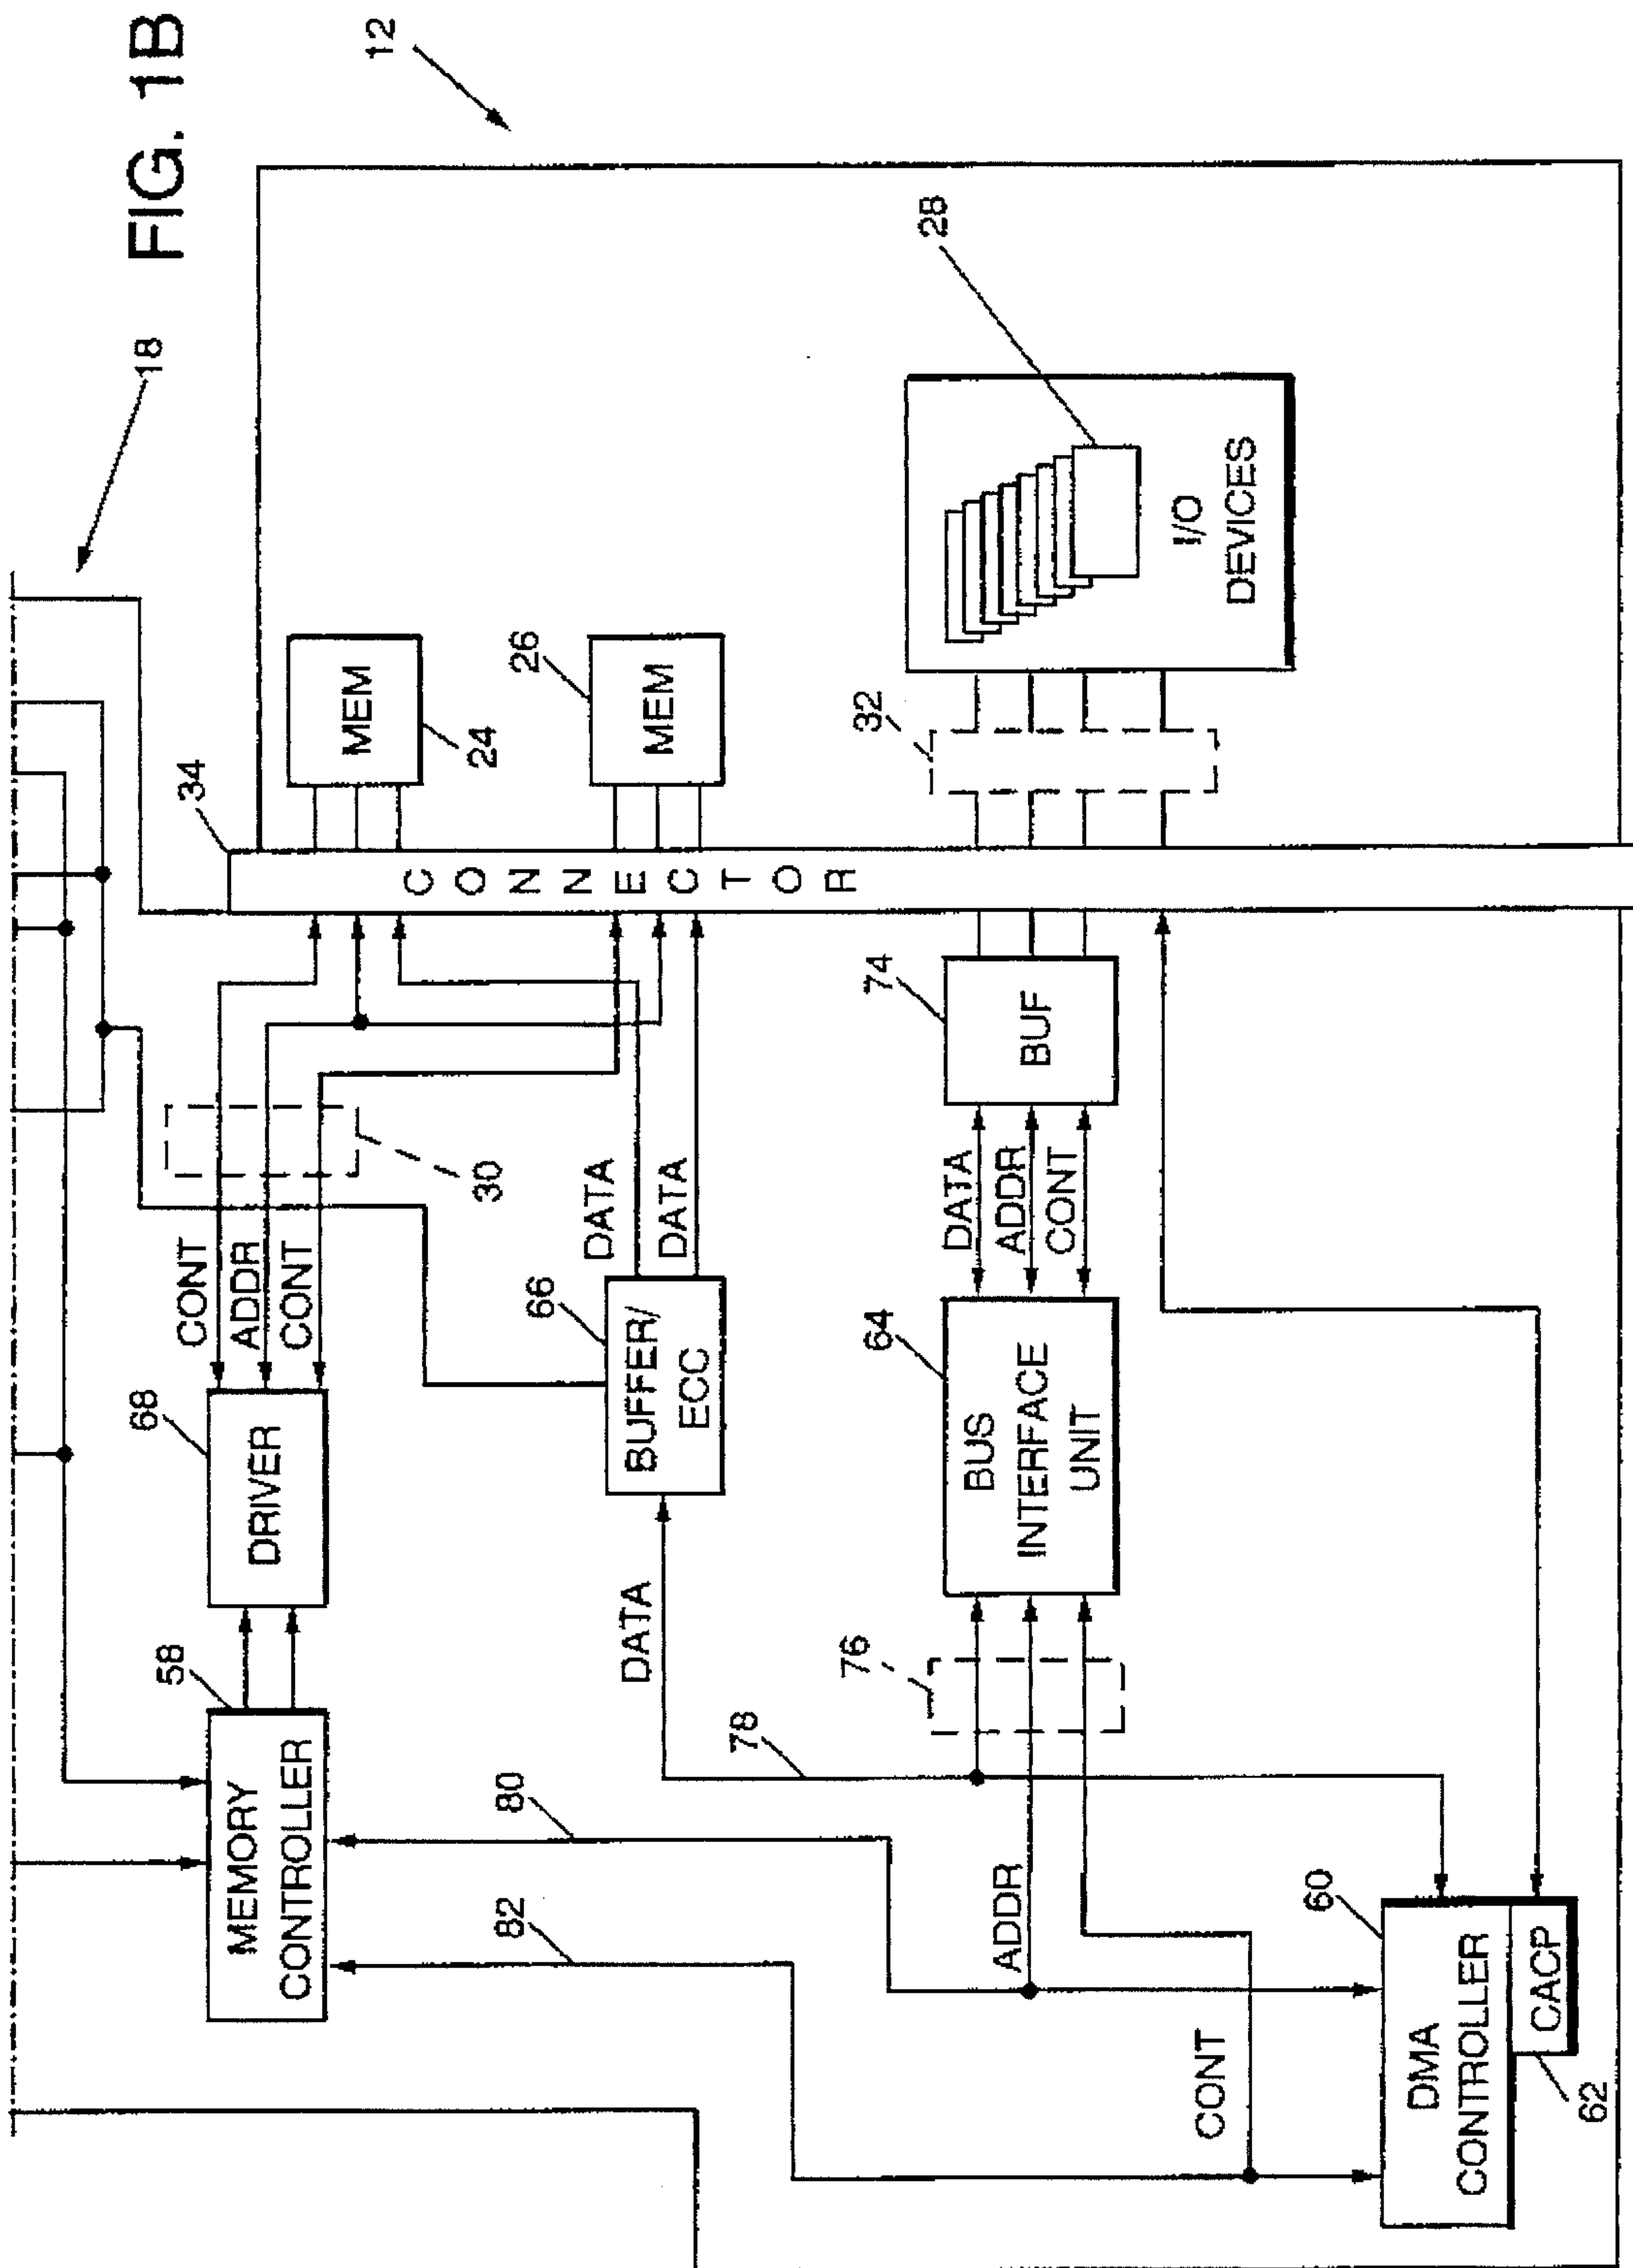 FIG. 1B
18
12
34
MEMORY
CONTROLLER
58
DRIVER
68
CONT
ADDR
CONT
30
MEM
24
82
80
DATA
BUFFER/
ECC
66
DATA
DATA
CONNECTOR
MEM
26
78
76
ADDR
BUS
INTERFACE
UNIT
64
DATA
ADDR
CONT
BUF
74
32
28
I/O
DEVICES
CONT
DMA
CONTROLLER
60
CACP
62